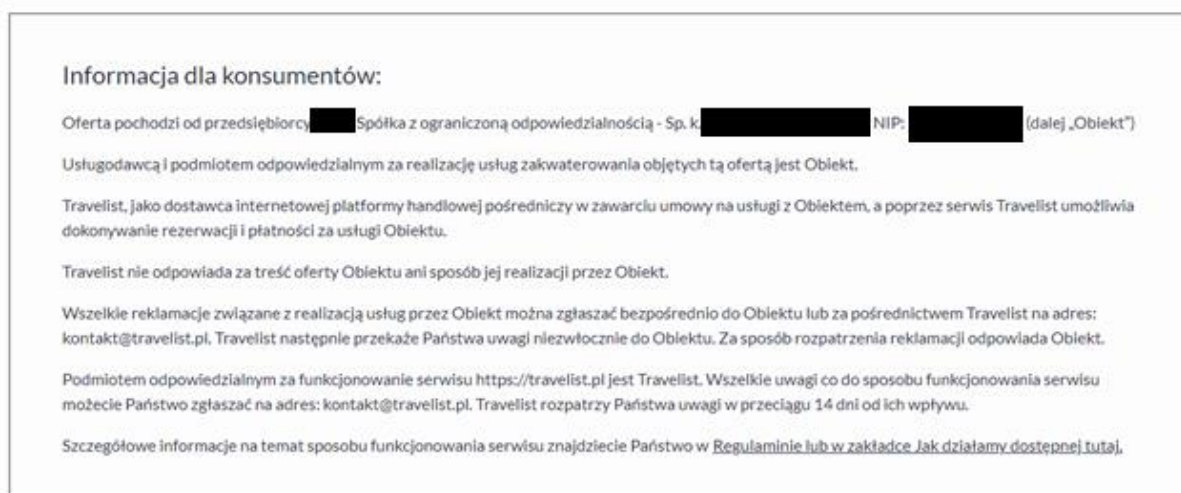 Informacja dla konsumentów:
Oferta pochodzi od przedsiębiorcy Spółka z ograniczoną odpowiedzialnością - Sp. k. NIP: (dalej „Obiekt”)
Usługodawcą i podmiotem odpowiedzialnym za realizację usług zakwaterowania objętych tą ofertą jest Obiekt.
Travelist, jako dostawca internetowej platformy handlowej pośredniczy w zawarciu umowy na usługi z Obiektem, a poprzez serwis Travelist umożliwia
dokonywanie rezerwacji i płatności za usługi Obiektu.
Travelist nie odpowiada za treść oferty Obiektu ani sposób jej realizacji przez Obiekt.
Wszelkie reklamacje związane z realizacją usług przez Obiekt można zgłaszać bezpośrednio do Obiektu lub za pośrednictwem Travelist na adres:
kontakt@travelist.pl. Travelist następnie przekaże Państwa uwagi niezwłocznie do Obiektu. Za sposób rozpatrzenia reklamacji odpowiada Obiekt.
Podmiotem odpowiedzialnym za funkcjonowanie serwisu https://travelist.pl jest Travelist. Wszelkie uwagi co do sposobu funkcjonowania serwisu
możecie Państwo zgłaszać na adres: kontakt@travelist.pl. Travelist rozpatrzy Państwa uwagi w przeciągu 14 dni od ich wpływu.
Szczegółowe informacje na temat sposobu funkcjonowania serwisu znajdziecie Państwo w Regulaminie lub w zakładce Jak działamy dostępnej tutaj.